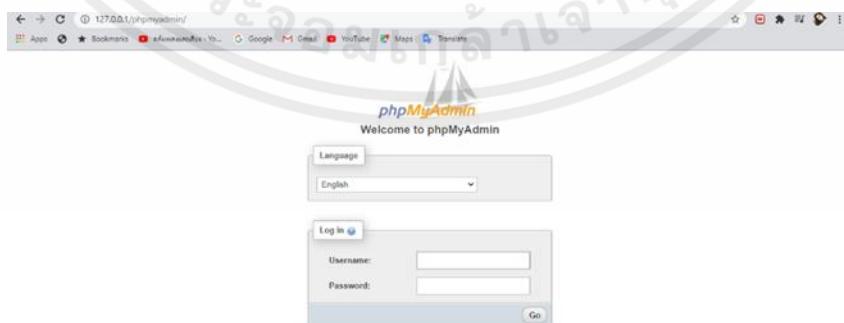 127.0.0.1/phpmyadmin/
Apps Bookmarks Yo... Google Gmail YouTube Maps Translate
phpMyAdmin
Welcome to phpMyAdmin
Language
English
Log in
Username:
Password:
Go